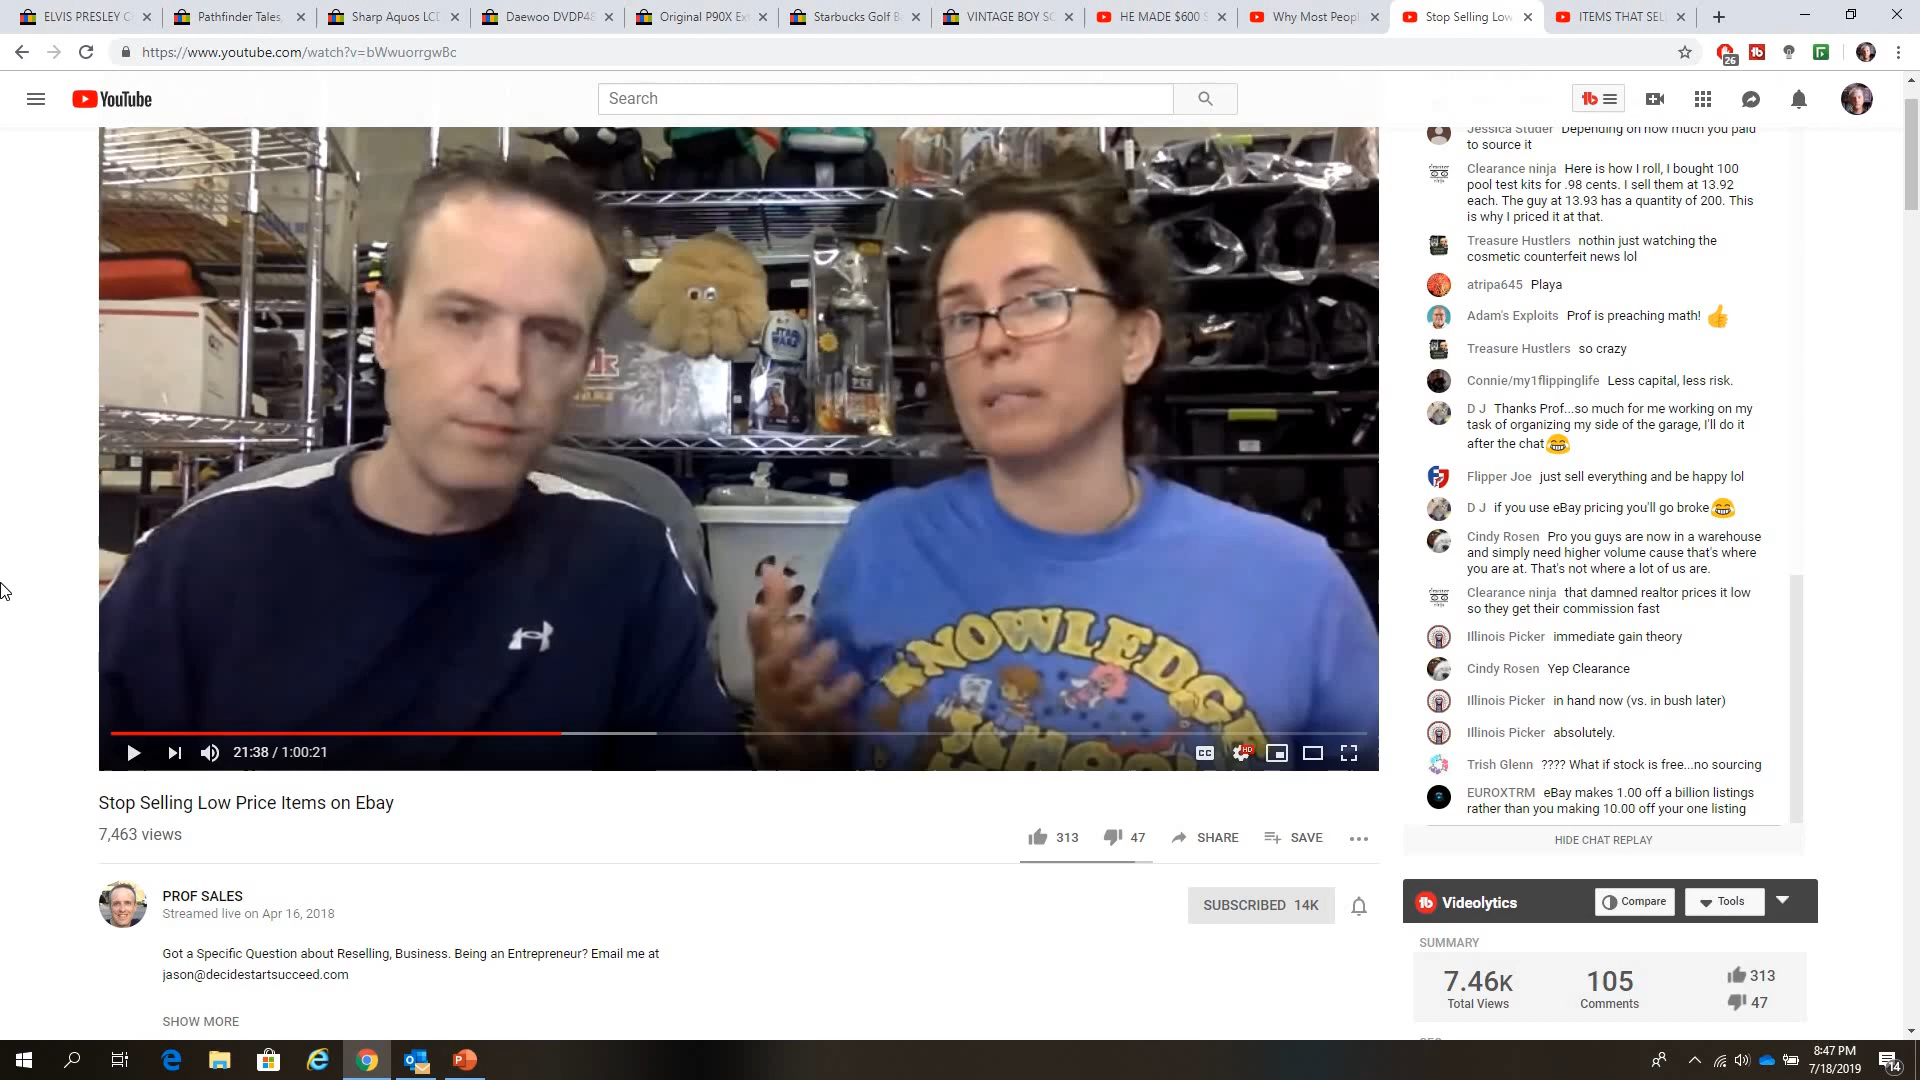 ELVIS PRESLEY C
Pathfinder Tales,
Sharp Aquos LCD
Daewoo DVDP48
Original P90X Ext
Starbucks Golf B
VINTAGE BOY SC
HE MADE $600 S
Why Most Peopl
Stop Selling Low
ITEMS THAT SEL
https://www.youtube.com/watch?v=bWwuorrgwBc
26
YouTube
Search
Jessica Studer Depending on how much you paid
to source it
Clearance ninja Here is how I roll, I bought 100
pool test kits for .98 cents. I sell them at 13.92
each. The guy at 13.93 has a quantity of 200. This
is why I priced it at that.
Treasure Hustlers nothin just watching the
cosmetic counterfeit news lol
atripa645 Playa
Adam's Exploits Prof is preaching math!
Treasure Hustlers so crazy
Connie/my1flippinglife Less capital, less risk.
D J Thanks Prof...so much for me working on my
task of organizing my side of the garage, I'll do it
after the chat
Flipper Joe just sell everything and be happy lol
D J if you use eBay pricing you'll go broke
Cindy Rosen Pro you guys are now in a warehouse
and simply need higher volume cause that's where
you are at. That's not where a lot of us are.
Clearance ninja that damned realtor prices it low
so they get their commission fast
Illinois Picker immediate gain theory
Cindy Rosen Yep Clearance
Illinois Picker in hand now (vs. in bush later)
Illinois Picker absolutely.
Trish Glenn ???? What if stock is free...no sourcing
EUROXTRM eBay makes 1.00 off a billion listings
rather than you making 10.00 off your one listing
HIDE CHAT REPLAY
STAR
WARS
PEZ
KNOWLEDGE
21:38 / 1:00:21
CC
HD
Stop Selling Low Price Items on Ebay
7,463 views
313
47
SHARE
SAVE
PROF SALES
Streamed live on Apr 16, 2018
SUBSCRIBED 14K
Got a Specific Question about Reselling, Business. Being an Entrepreneur? Email me at
jason@decidestartsucceed.com
SHOW MORE
Videolytics
Compare
Tools
SUMMARY
7.46K
Total Views
105
Comments
313
47
8:47 PM
7/18/2019
14